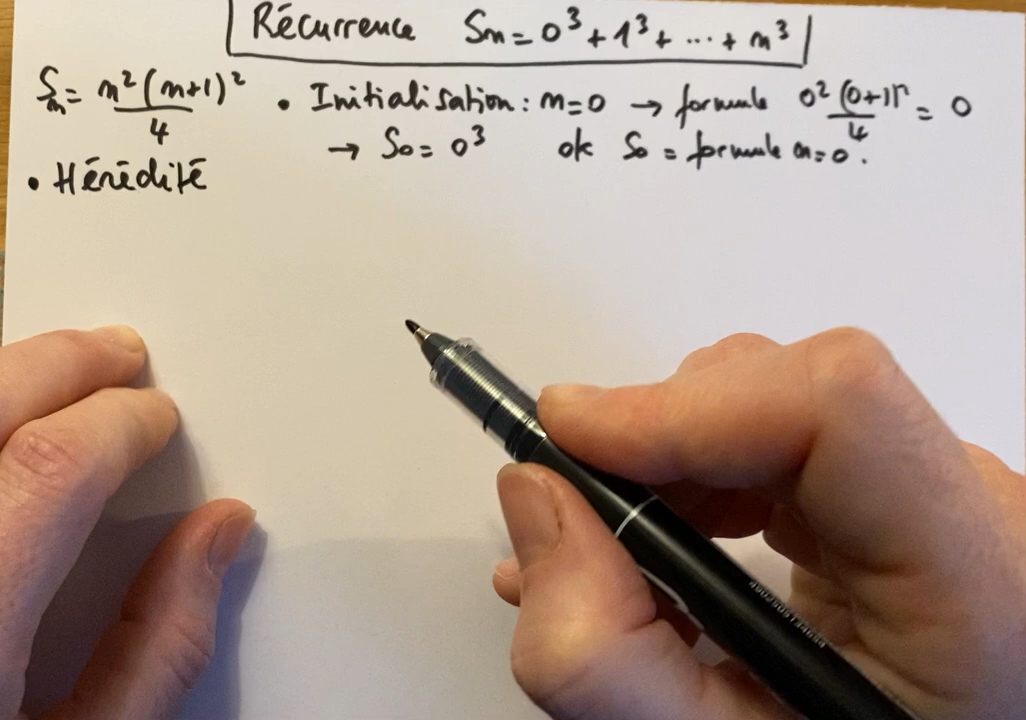 Récurrence Sn = 0³ + 1³ + ... + n³
Sn = n²(n+1)²/4 • Initialisation : n=0 → formule 0²(0+1)²/4 = 0
→ S0 = 0³ ok S0 = formule n=0.
• Hérédité